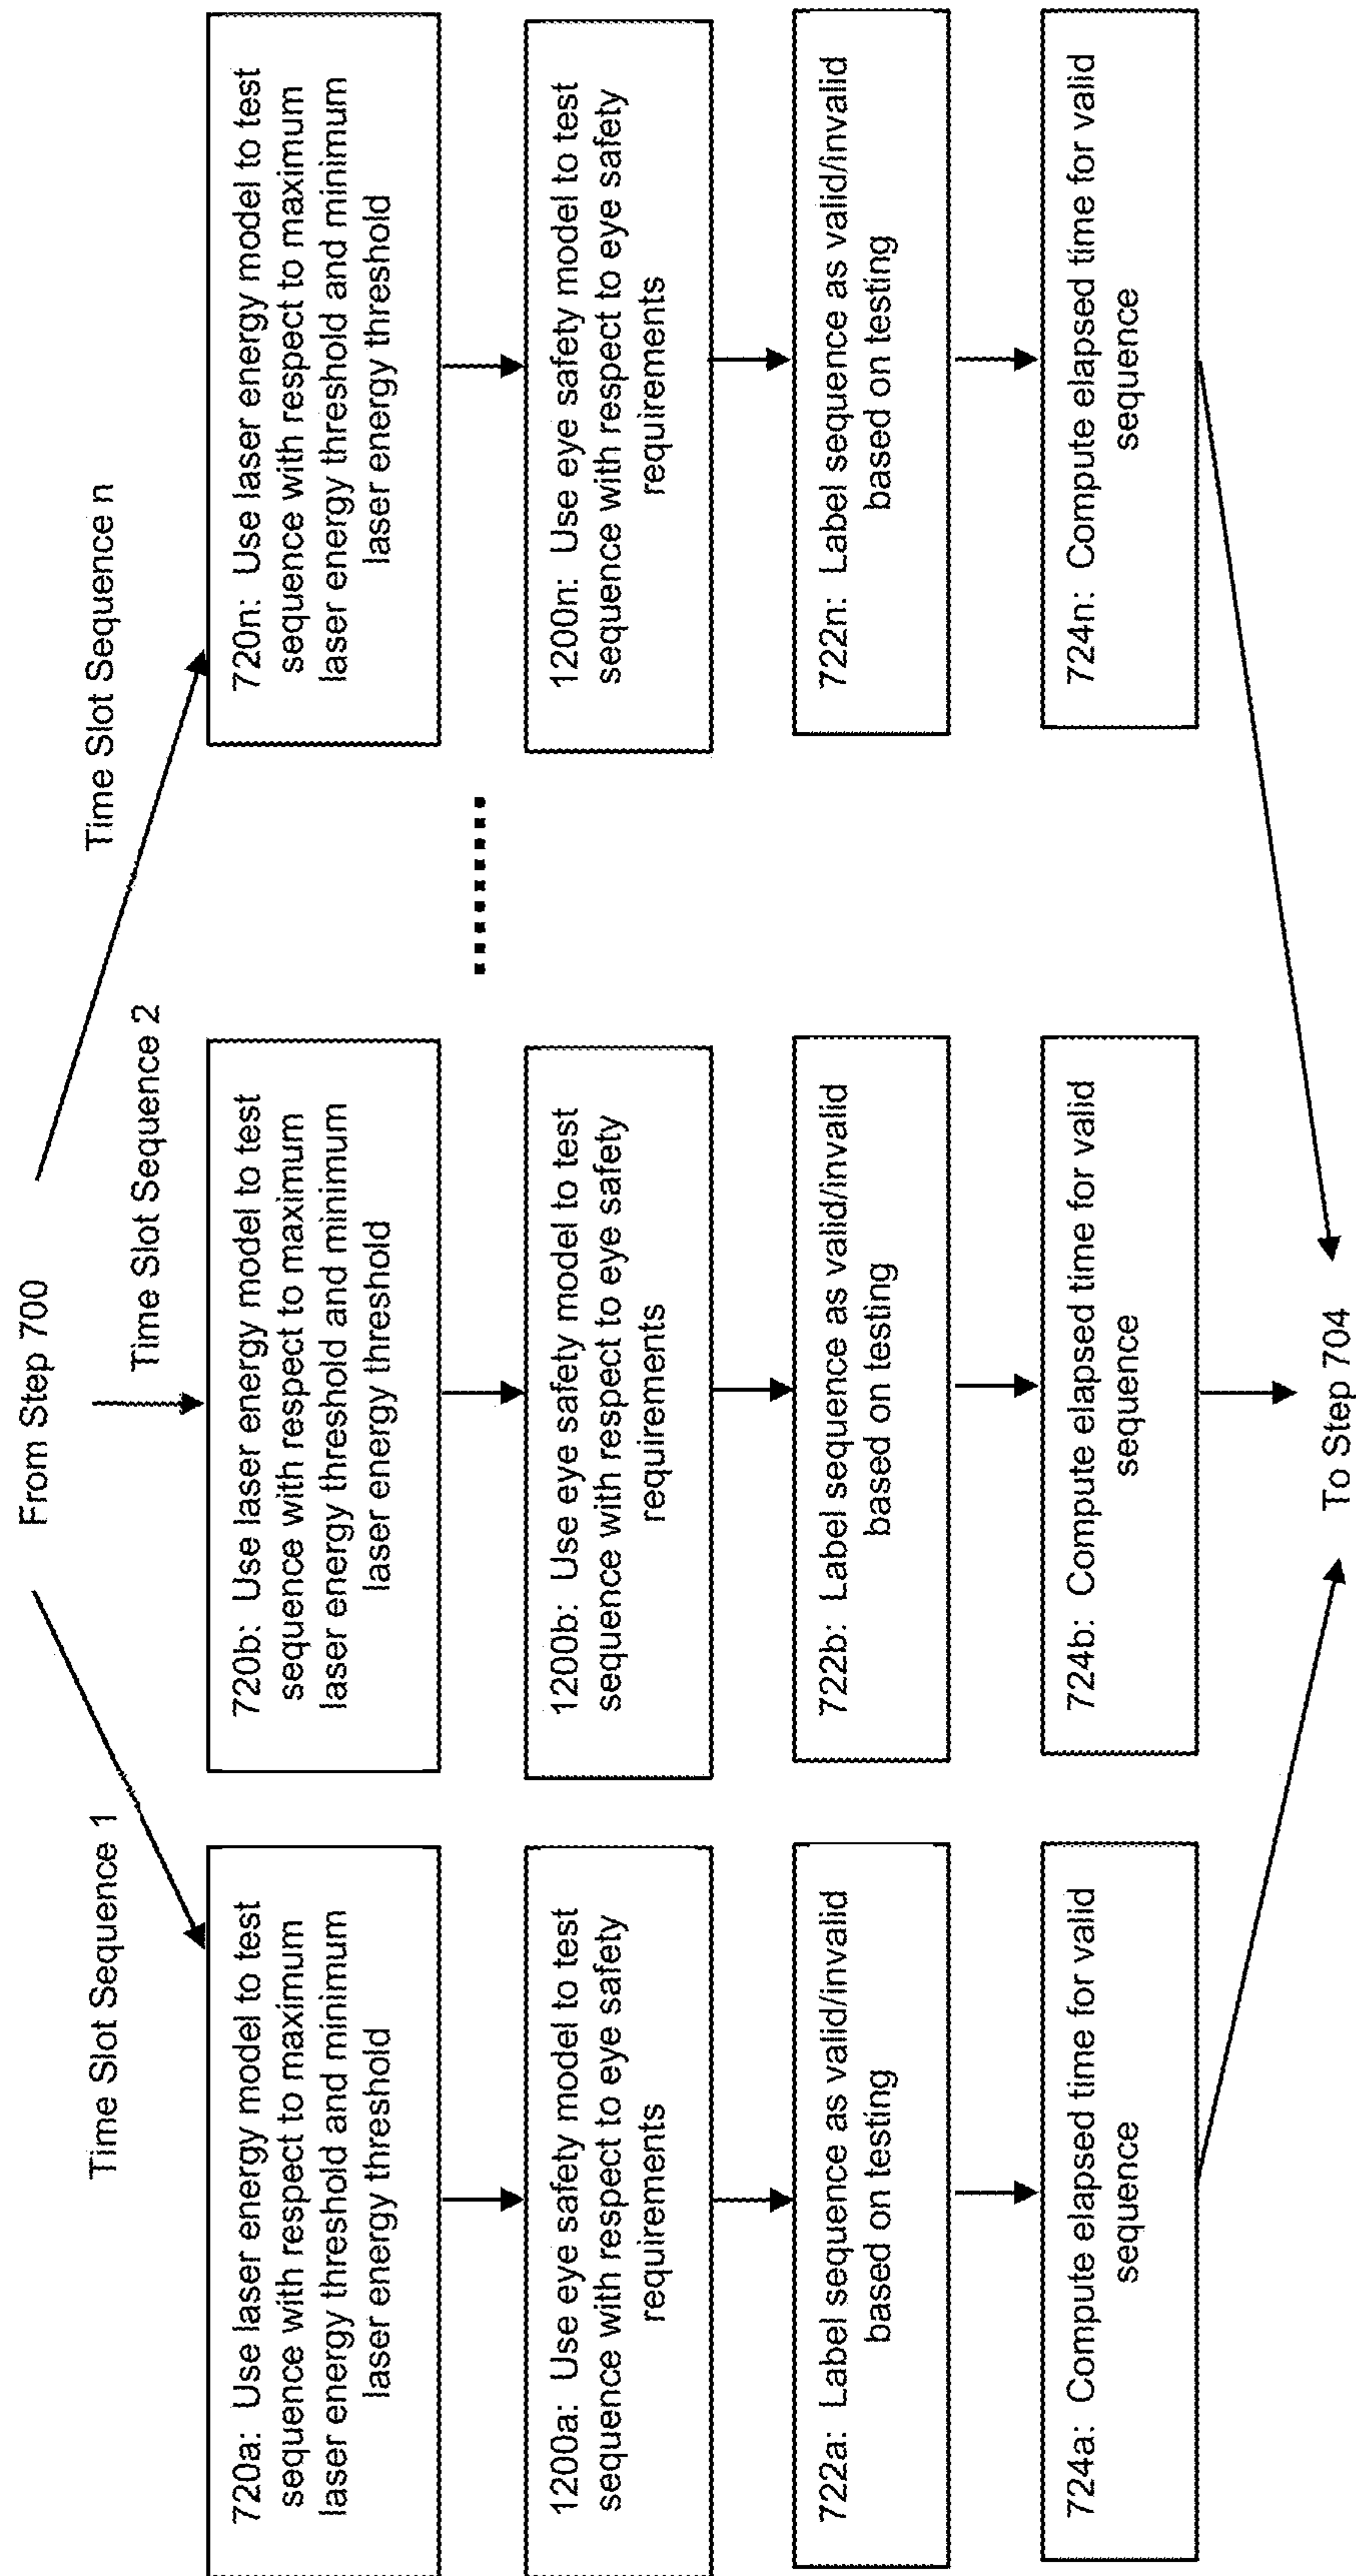 From Step 700
Time Slot Sequence 1
Time Slot Sequence 2
Time Slot Sequence n
720a: Use laser energy model to test
sequence with respect to maximum
laser energy threshold and minimum
laser energy threshold
1200a: Use eye safety model to test
sequence with respect to eye safety
requirements
722a: Label sequence as valid/invalid
based on testing
724a: Compute elapsed time for valid
sequence
720b: Use laser energy model to test
sequence with respect to maximum
laser energy threshold and minimum
laser energy threshold
1200b: Use eye safety model to test
sequence with respect to eye safety
requirements
722b: Label sequence as valid/invalid
based on testing
724b: Compute elapsed time for valid
sequence
720n: Use laser energy model to test
sequence with respect to maximum
laser energy threshold and minimum
laser energy threshold
1200n: Use eye safety model to test
sequence with respect to eye safety
requirements
722n: Label sequence as valid/invalid
based on testing
724n: Compute elapsed time for valid
sequence
To Step 704